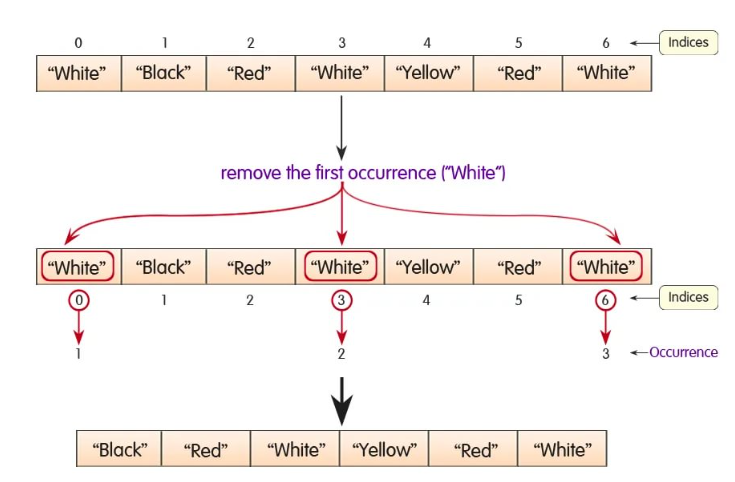 0 1 2 3 4 5 6 Indices
“White” “Black” “Red” “White” “Yellow” “Red” “White”
remove the first occurrence (“White“)
“White” “Black” “Red” “White” “Yellow” “Red” “White”
0 1 2 3 4 5 6 Indices
1 2 3 Occurrence
“Black” “Red” “White” “Yellow” “Red” “White”